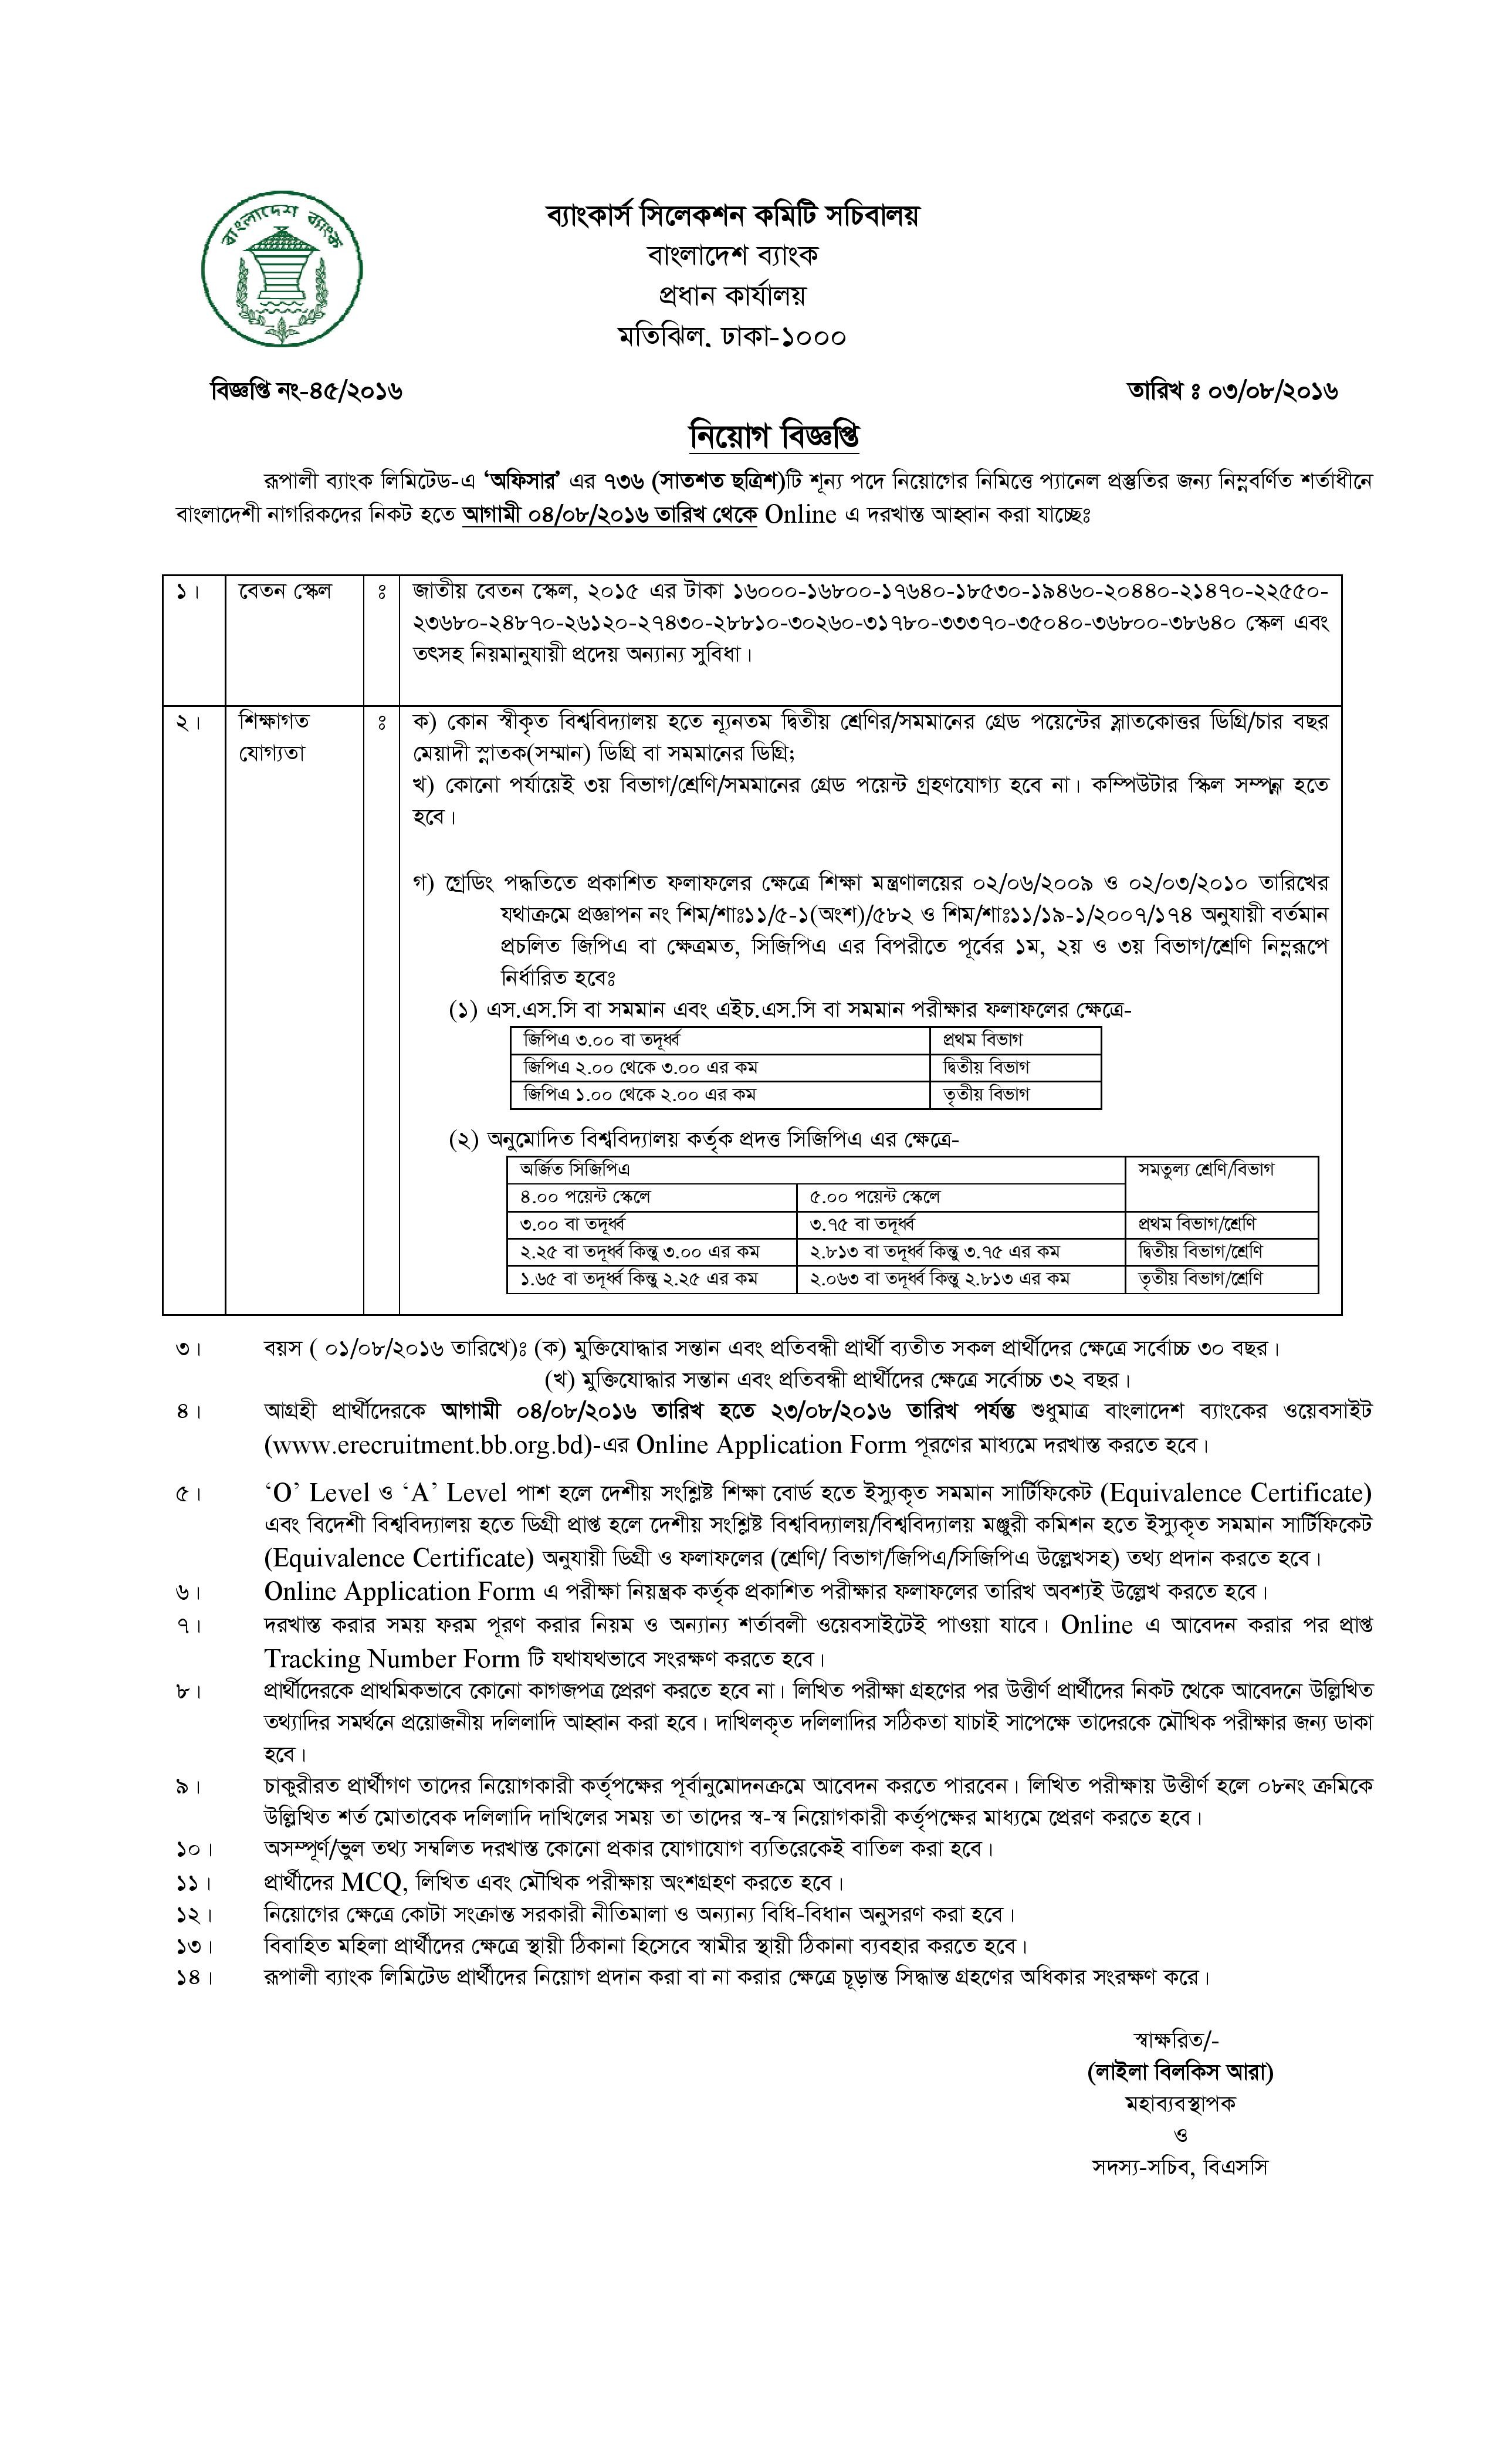 বাংলাদেশ ব্যাংক
ব্যাংকার্স সিলেকশন কমিটি সচিবালয়
বাংলাদেশ ব্যাংক
প্রধান কার্যালয়
মতিঝিল, ঢাকা-১০০০
বিজ্ঞপ্তি নং-৪৫/২০১৬ তারিখ ঃ ০৩/০৮/২০১৬
নিয়োগ বিজ্ঞপ্তি
রূপালী ব্যাংক লিমিটেড-এ ‘অফিসার’ এর ৭৩৬ (সাতশত ছত্রিশ)টি শূন্য পদে নিয়োগের নিমিত্তে প্যানেল প্রস্তুতির জন্য নিম্নবর্ণিত শর্তাধীনে
বাংলাদেশী নাগরিকদের নিকট হতে আগামী ০৪/০৮/২০১৬ তারিখ থেকে Online এ দরখাস্ত আহ্বান করা যাচ্ছেঃ
১। বেতন স্কেল ঃ জাতীয় বেতন স্কেল, ২০১৫ এর টাকা ১৬০০০-১৬৮০০-১৭৬৪০-১৮৫৩০-১৯৪৬০-২০৪৪০-২১৪৭০-২২৫৫০-
২৩৬৮০-২৪৮৭০-২৬১২০-২৭৪৩০-২৮৮১০-৩০২৬০-৩১৭৮০-৩৩৩৭০-৩৫০৪০-৩৬৮০০-৩৮৬৪০ স্কেল এবং
তৎসহ নিয়মানুযায়ী প্রদেয় অন্যান্য সুবিধা।
২। শিক্ষাগত যোগ্যতা ঃ ক) কোন স্বীকৃত বিশ্ববিদ্যালয় হতে ন্যূনতম দ্বিতীয় শ্রেণির/সমমানের গ্রেড পয়েন্টের স্নাতকোত্তর ডিগ্রি/চার বছর
মেয়াদী স্নাতক(সম্মান) ডিগ্রি বা সমমানের ডিগ্রি;
খ) কোনো পর্যায়েই ৩য় বিভাগ/শ্রেণি/সমমানের গ্রেড পয়েন্ট গ্রহণযোগ্য হবে না। কম্পিউটার স্কিল সম্পন্ন হতে
হবে।
গ) গ্রেডিং পদ্ধতিতে প্রকাশিত ফলাফলের ক্ষেত্রে শিক্ষা মন্ত্রণালয়ের ০২/০৬/২০০৯ ও ০২/০৩/২০১০ তারিখের
যথাক্রমে প্রজ্ঞাপন নং শিম/শাঃ১১/৫-১(অংশ)/৫৮২ ও শিম/শাঃ১১/১৯-১/২০০৭/১৭৪ অনুযায়ী বর্তমান
প্রচলিত জিপিএ বা ক্ষেত্রমত, সিজিপিএ এর বিপরীতে পূর্বের ১ম, ২য় ও ৩য় বিভাগ/শ্রেণি নিম্নরূপে
নির্ধারিত হবেঃ
(১) এস.এস.সি বা সমমান এবং এইচ.এস.সি বা সমমান পরীক্ষার ফলাফলের ক্ষেত্রে-
জিপিএ ৩.০০ বা তদূর্ধ্ব প্রথম বিভাগ
জিপিএ ২.০০ থেকে ৩.০০ এর কম দ্বিতীয় বিভাগ
জিপিএ ১.০০ থেকে ২.০০ এর কম তৃতীয় বিভাগ
(২) অনুমোদিত বিশ্ববিদ্যালয় কর্তৃক প্রদত্ত সিজিপিএ এর ক্ষেত্রে-
অর্জিত সিজিপিএ সমতুল্য শ্রেণি/বিভাগ
৪.০০ পয়েন্ট স্কেলে ৫.০০ পয়েন্ট স্কেলে
৩.০০ বা তদূর্ধ্ব ৩.৭৫ বা তদূর্ধ্ব প্রথম বিভাগ/শ্রেণি
২.২৫ বা তদূর্ধ্ব কিন্তু ৩.০০ এর কম ২.৮১৩ বা তদূর্ধ্ব কিন্তু ৩.৭৫ এর কম দ্বিতীয় বিভাগ/শ্রেণি
১.৬৫ বা তদূর্ধ্ব কিন্তু ২.২৫ এর কম ২.০৬৩ বা তদূর্ধ্ব কিন্তু ২.৮১৩ এর কম তৃতীয় বিভাগ/শ্রেণি
৩। বয়স ( ০১/০৮/২০১৬ তারিখে)ঃ (ক) মুক্তিযোদ্ধার সন্তান এবং প্রতিবন্ধী প্রার্থী ব্যতীত সকল প্রার্থীদের ক্ষেত্রে সর্বোচ্চ ৩০ বছর।
(খ) মুক্তিযোদ্ধার সন্তান এবং প্রতিবন্ধী প্রার্থীদের ক্ষেত্রে সর্বোচ্চ ৩২ বছর।
৪। আগ্রহী প্রার্থীদেরকে আগামী ০৪/০৮/২০১৬ তারিখ হতে ২৩/০৮/২০১৬ তারিখ পর্যন্ত শুধুমাত্র বাংলাদেশ ব্যাংকের ওয়েবসাইট
(www.erecruitment.bb.org.bd)-এর Online Application Form পূরণের মাধ্যমে দরখাস্ত করতে হবে।
৫। ‘O’ Level ও ‘A’ Level পাশ হলে দেশীয় সংশ্লিষ্ট শিক্ষা বোর্ড হতে ইস্যুকৃত সমমান সার্টিফিকেট (Equivalence Certificate)
এবং বিদেশী বিশ্ববিদ্যালয় হতে ডিগ্রী প্রাপ্ত হলে দেশীয় সংশ্লিষ্ট বিশ্ববিদ্যালয়/বিশ্ববিদ্যালয় মঞ্জুরী কমিশন হতে ইস্যুকৃত সমমান সার্টিফিকেট
(Equivalence Certificate) অনুযায়ী ডিগ্রী ও ফলাফলের (শ্রেণি/ বিভাগ/জিপিএ/সিজিপিএ উল্লেখসহ) তথ্য প্রদান করতে হবে।
৬। Online Application Form এ পরীক্ষা নিয়ন্ত্রক কর্তৃক প্রকাশিত পরীক্ষার ফলাফলের তারিখ অবশ্যই উল্লেখ করতে হবে।
৭। দরখাস্ত করার সময় ফরম পূরণ করার নিয়ম ও অন্যান্য শর্তাবলী ওয়েবসাইটেই পাওয়া যাবে। Online এ আবেদন করার পর প্রাপ্ত
Tracking Number Form টি যথাযথভাবে সংরক্ষণ করতে হবে।
৮। প্রার্থীদেরকে প্রাথমিকভাবে কোনো কাগজপত্র প্রেরণ করতে হবে না। লিখিত পরীক্ষা গ্রহণের পর উত্তীর্ণ প্রার্থীদের নিকট থেকে আবেদনে উল্লিখিত
তথ্যাদির সমর্থনে প্রয়োজনীয় দলিলাদি আহ্বান করা হবে। দাখিলকৃত দলিলাদির সঠিকতা যাচাই সাপেক্ষে তাদেরকে মৌখিক পরীক্ষার জন্য ডাকা
হবে।
৯। চাকুরীরত প্রার্থীগণ তাদের নিয়োগকারী কর্তৃপক্ষের পূর্বানুমোদনক্রমে আবেদন করতে পারবেন। লিখিত পরীক্ষায় উত্তীর্ণ হলে ০৮নং ক্রমিকে
উল্লিখিত শর্ত মোতাবেক দলিলাদি দাখিলের সময় তা তাদের স্ব-স্ব নিয়োগকারী কর্তৃপক্ষের মাধ্যমে প্রেরণ করতে হবে।
১০। অসম্পূর্ণ/ভুল তথ্য সম্বলিত দরখাস্ত কোনো প্রকার যোগাযোগ ব্যতিরেকেই বাতিল করা হবে।
১১। প্রার্থীদের MCQ, লিখিত এবং মৌখিক পরীক্ষায় অংশগ্রহণ করতে হবে।
১২। নিয়োগের ক্ষেত্রে কোটা সংক্রান্ত সরকারী নীতিমালা ও অন্যান্য বিধি-বিধান অনুসরণ করা হবে।
১৩। বিবাহিত মহিলা প্রার্থীদের ক্ষেত্রে স্থায়ী ঠিকানা হিসেবে স্বামীর স্থায়ী ঠিকানা ব্যবহার করতে হবে।
১৪। রূপালী ব্যাংক লিমিটেড প্রার্থীদের নিয়োগ প্রদান করা বা না করার ক্ষেত্রে চূড়ান্ত সিদ্ধান্ত গ্রহণের অধিকার সংরক্ষণ করে।
স্বাক্ষরিত/-
(লাইলা বিলকিস আরা)
মহাব্যবস্থাপক
ও
সদস্য-সচিব, বিএসসি